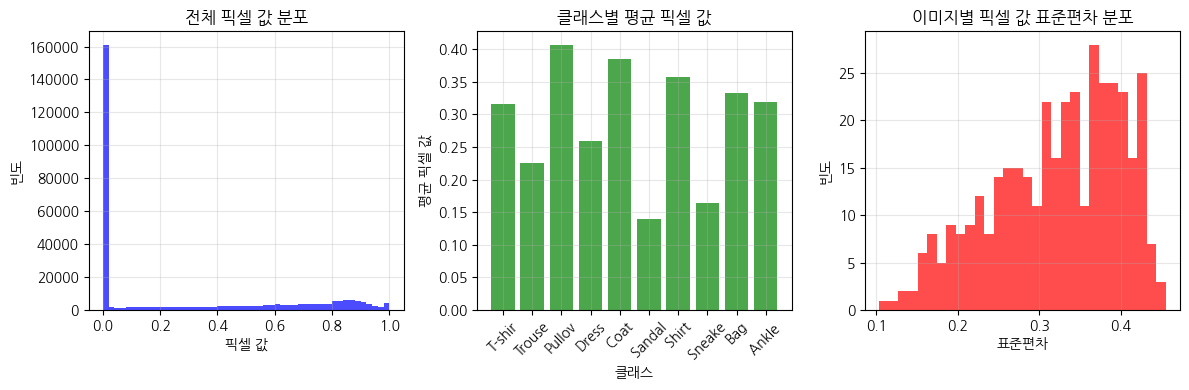 전체 픽셀 값 분포
빈도
160000
140000
120000
100000
80000
60000
40000
20000
0
0.0 0.2 0.4 0.6 0.8 1.0
픽셀 값
클래스별 평균 픽셀 값
평균 픽셀 값
0.40
0.35
0.30
0.25
0.20
0.15
0.10
0.05
0.00
T-shir Trouse Pullov Dress Coat Sandal Shirt Sneake Bag Ankle
클래스
이미지별 픽셀 값 표준편차 분포
빈도
25
20
15
10
5
0
0.1 0.2 0.3 0.4
표준편차